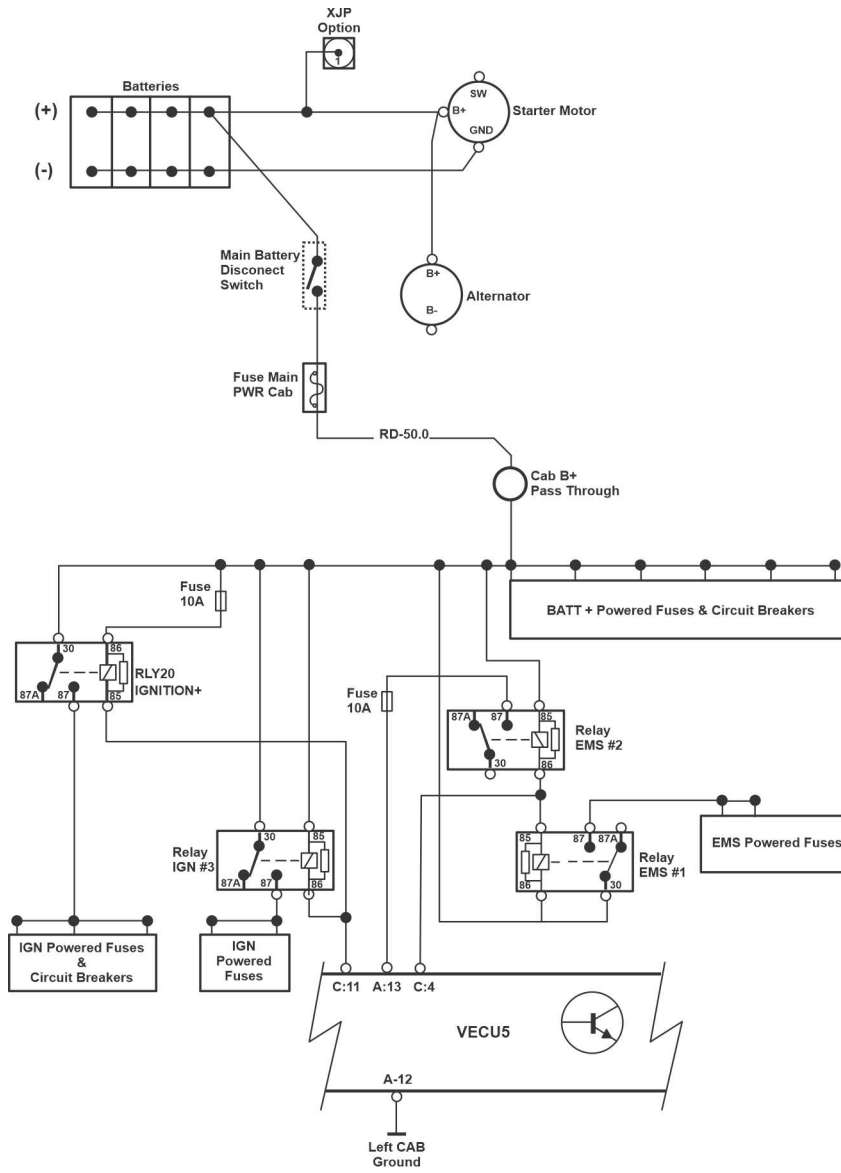 XJP
Option
1
Batteries
(+)
(-)
SW
B+
GND
Starter Motor
Main Battery
Disconect
Switch
B+
B-
Alternator
Fuse Main
PWR Cab
RD-50.0
Cab B+
Pass Through
Fuse
10A
BATT + Powered Fuses & Circuit Breakers
30
86
87A
87
85
RLY20
IGNITION+
Fuse
10A
87A
87
85
30
86
Relay
EMS #2
Relay
IGN #3
30
85
87A
87
86
85
87
87A
86
30
Relay
EMS #1
EMS Powered Fuses
IGN Powered Fuses
&
Circuit Breakers
IGN
Powered
Fuses
C:11
A:13
C:4
VECU5
A-12
Left CAB
Ground